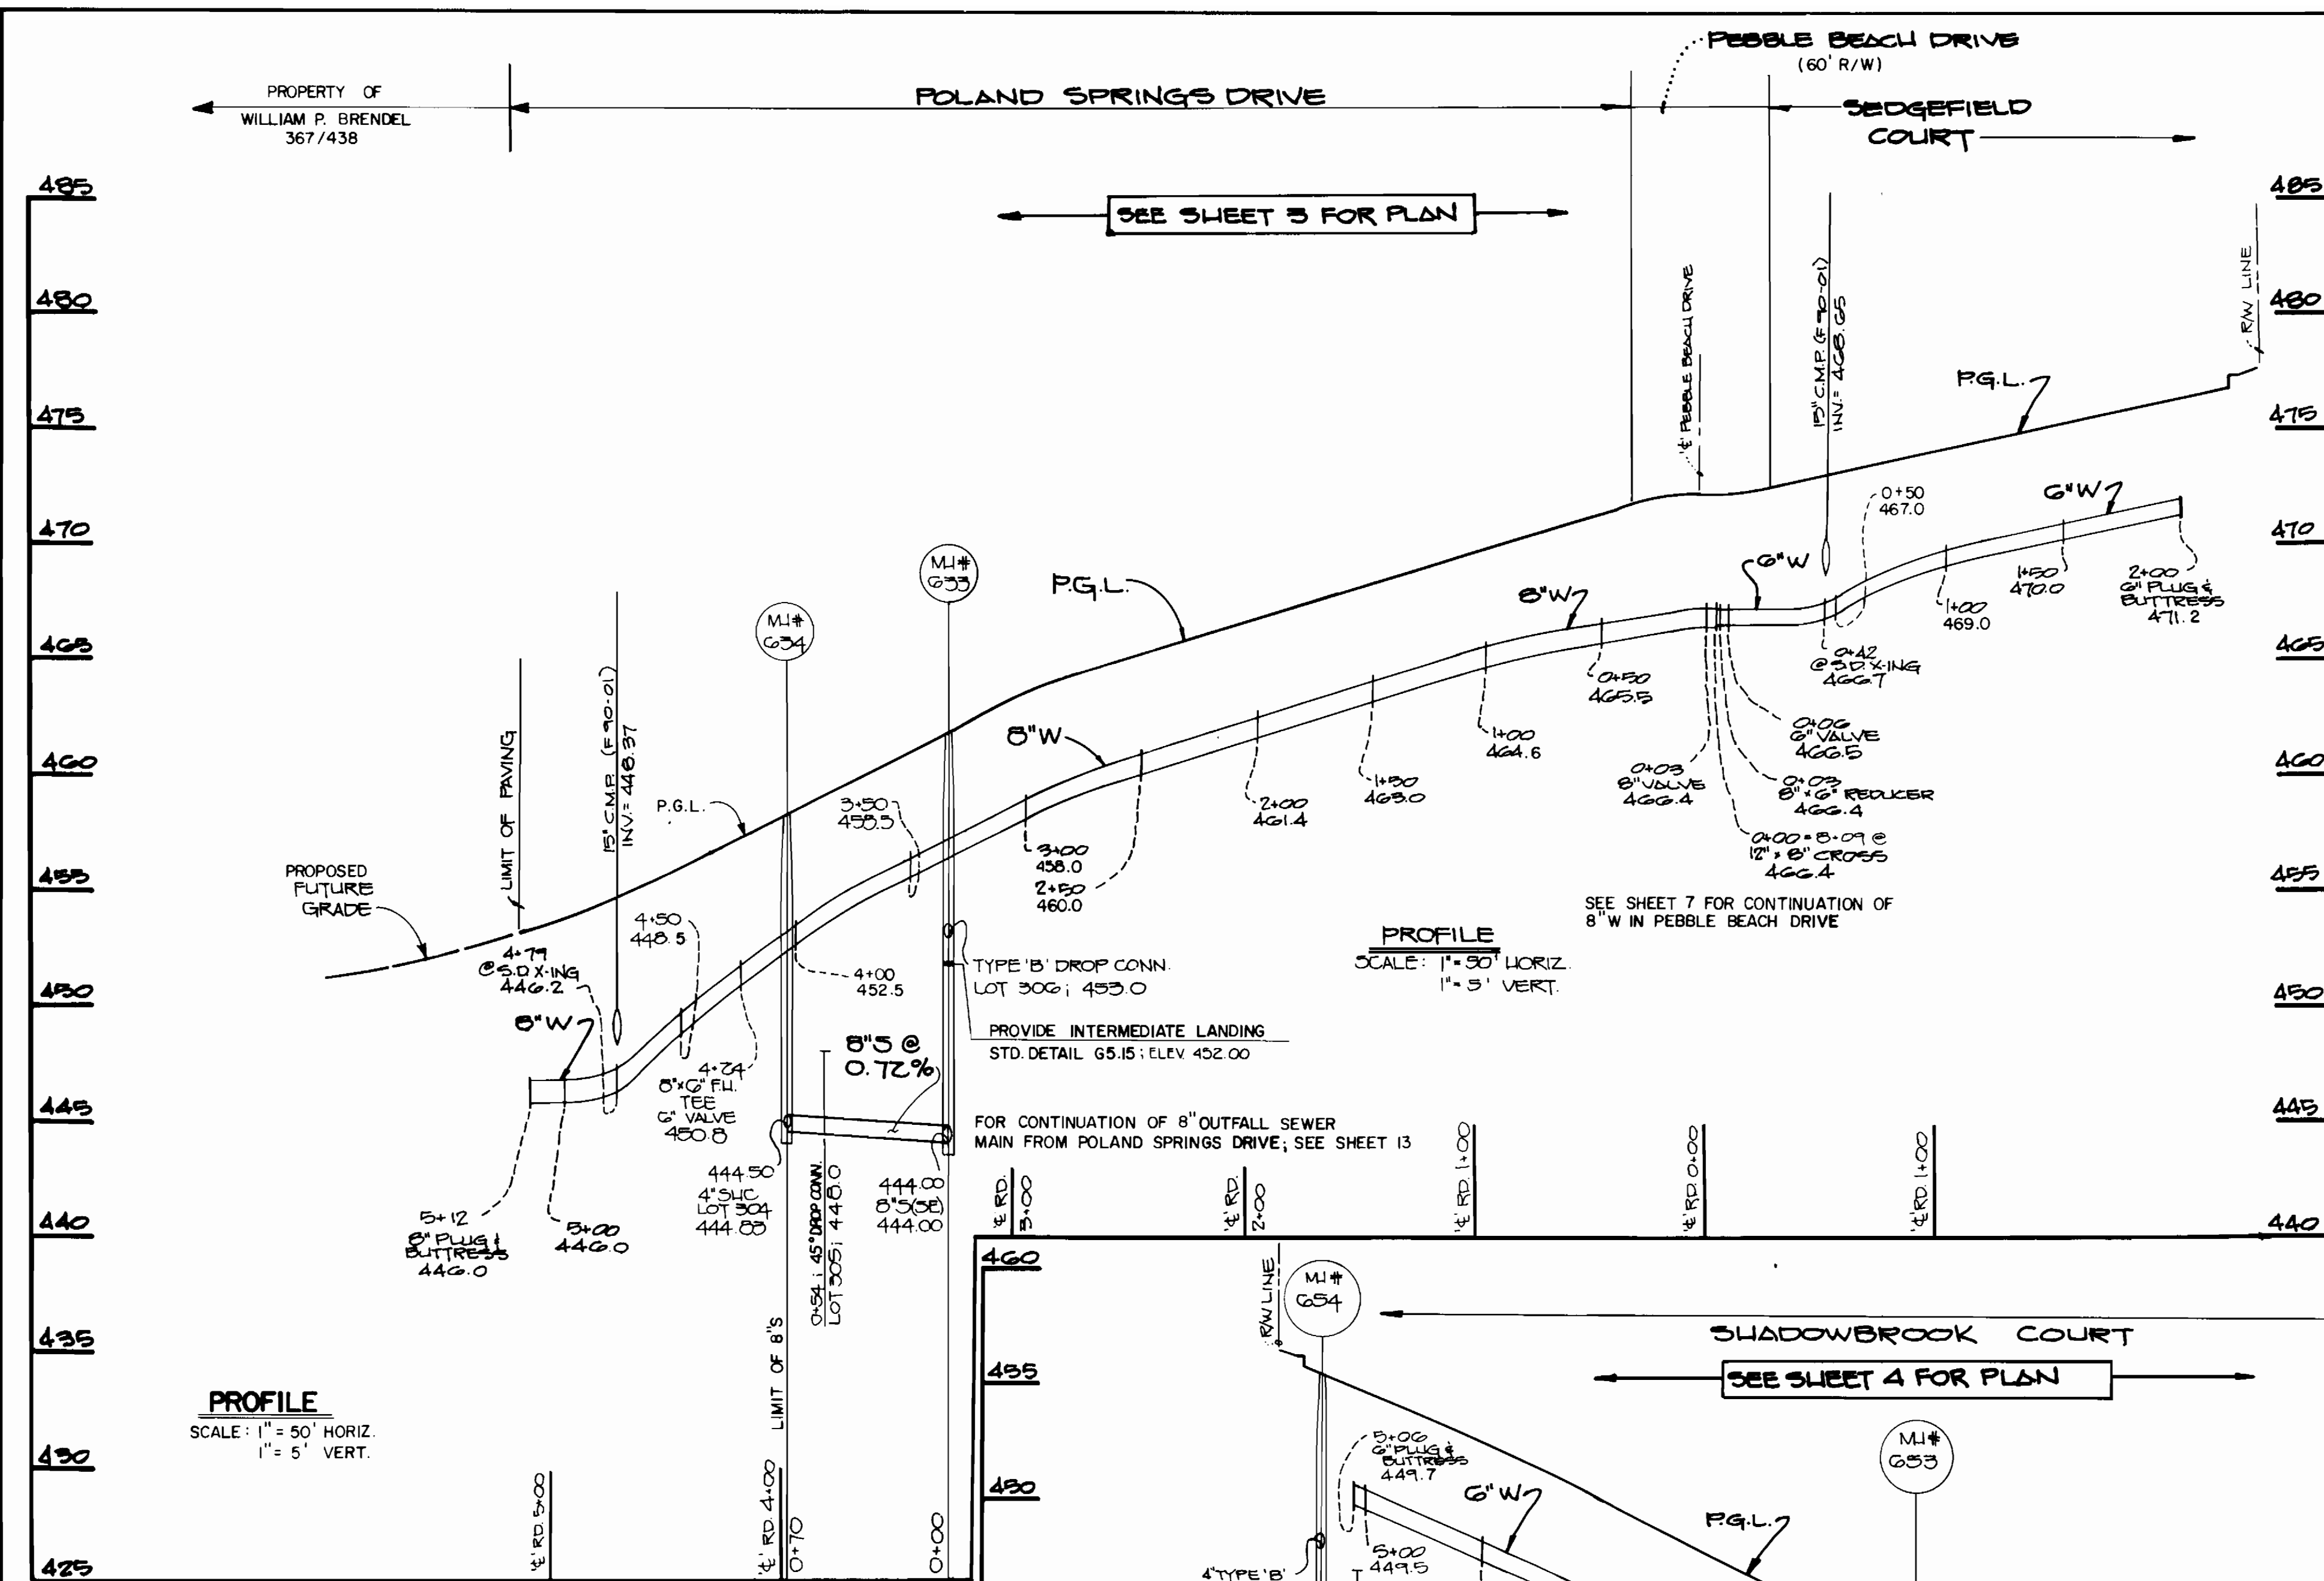 PEBBLE BEACH DRIVE
(60' R/W)
PROPERTY OF
WILLIAM P. BRENDEL
367/438
POLAND SPRINGS DRIVE
SEDGEFIELD
COURT
SEE SHEET 3 FOR PLAN
485
480
475
470
465
460
455
450
445
440
435
430
425
485
480
475
470
465
460
455
450
445
440
R/W LINE
℄ PEBBLE BEACH DRIVE
15" C.M.P. (F-90-01)
INV. = 468.65
P.G.L.
0+50
467.0
6"W
1+50
470.0
2+00
6" PLUG &
BUTTRESS
471.2
1+00
469.0
6"W
8"W
0+42
@ S.D. X-ING
466.7
0+50
465.5
0+06
6" VALVE
466.5
1+00
464.6
0+03
8" VALVE
466.4
0+03
8" x 6" REDUCER
466.4
0+00 = 8+09 @
12" x 8" CROSS
466.4
SEE SHEET 7 FOR CONTINUATION OF
8"W IN PEBBLE BEACH DRIVE
1+50
463.0
2+00
461.4
PROFILE
SCALE: 1" = 50' HORIZ.
1" = 5' VERT.
MH#
633
MH#
634
P.G.L.
8"W
3+00
458.0
2+50
460.0
LIMIT OF PAVING
15" C.M.P. (F-90-01)
INV. = 448.37
P.G.L.
3+50
455.5
PROPOSED
FUTURE
GRADE
4+79
@ S.D X-ING
446.2
4+50
448.5
4+00
452.5
TYPE 'B' DROP CONN.
LOT 306; 453.0
PROVIDE INTERMEDIATE LANDING
STD. DETAIL G5.15; ELEV. 452.00
8"W
8"S @
0.72%
4+24
8"x6" F.H.
TEE
6" VALVE
450.8
FOR CONTINUATION OF 8" OUTFALL SEWER
MAIN FROM POLAND SPRINGS DRIVE; SEE SHEET 13
444.50
4" SHC
LOT 304
444.83
0+54; 45° DROP CONN.
LOT 305; 448.0
444.00
8"S(SE)
444.00
5+12
8" PLUG &
BUTTRESS
446.0
5+00
446.0
℄ RD.
3+00
℄ RD.
2+00
℄ RD. 1+00
℄ RD. 0+00
℄ RD. 1+00
LIMIT OF 8"S
PROFILE
SCALE: 1" = 50' HORIZ.
1" = 5' VERT.
℄ RD. 5+00
℄ RD. 4+00
0+70
0+00
460
455
450
R/W LINE
MH#
654
SHADOWBROOK COURT
SEE SHEET 4 FOR PLAN
5+06
6" PLUG &
BUTTRESS
449.7
6"W
MH#
653
P.G.L.
5+00
449.5
4" TYPE 'B'